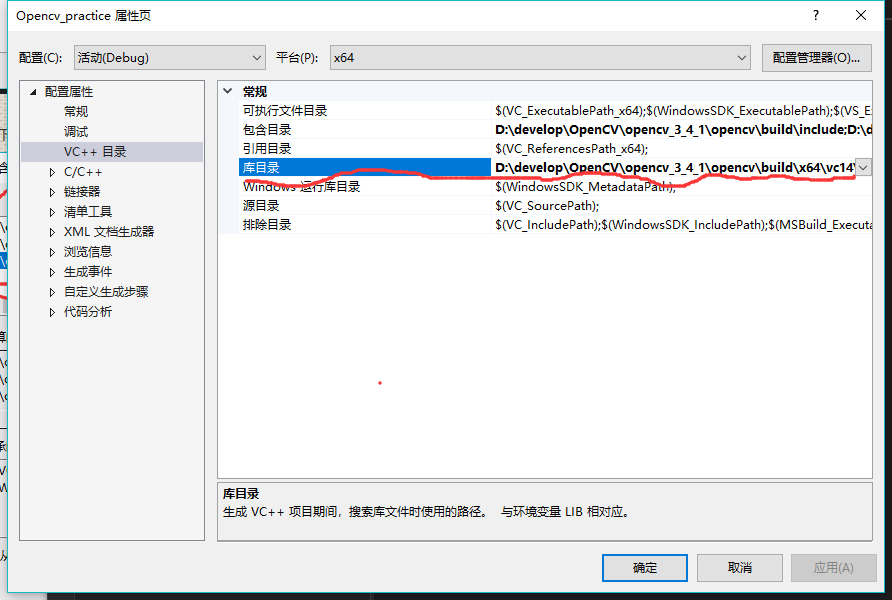 Opencv_practice 属性页
配置(C): 活动(Debug) 平台(P): x64 配置管理器(O)...
配置属性
常规
调试
VC++ 目录
C/C++
链接器
清单工具
XML 文档生成器
浏览信息
生成事件
自定义生成步骤
代码分析
常规
可执行文件目录 $(VC_ExecutablePath_x64);$(WindowsSDK_ExecutablePath);$(VS_E
包含目录 D:\develop\OpenCV\opencv_3_4_1\opencv\build\include;D:\d
引用目录 $(VC_ReferencesPath_x64);
库目录 D:\develop\OpenCV\opencv_3_4_1\opencv\build\x64\vc14\
Windows 运行库目录 $(WindowsSDK_MetadataPath);
源目录 $(VC_SourcePath);
排除目录 $(VC_IncludePath);$(WindowsSDK_IncludePath);$(MSBuild_Executa
库目录
生成 VC++ 项目期间，搜索库文件时使用的路径。 与环境变量 LIB 相对应。
确定 取消 应用(A)